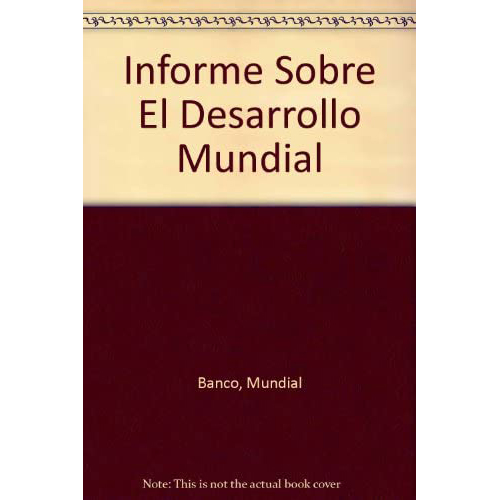 Informe Sobre
El Desarrollo
Mundial
Banco, Mundial
Note: This is not the actual book cover